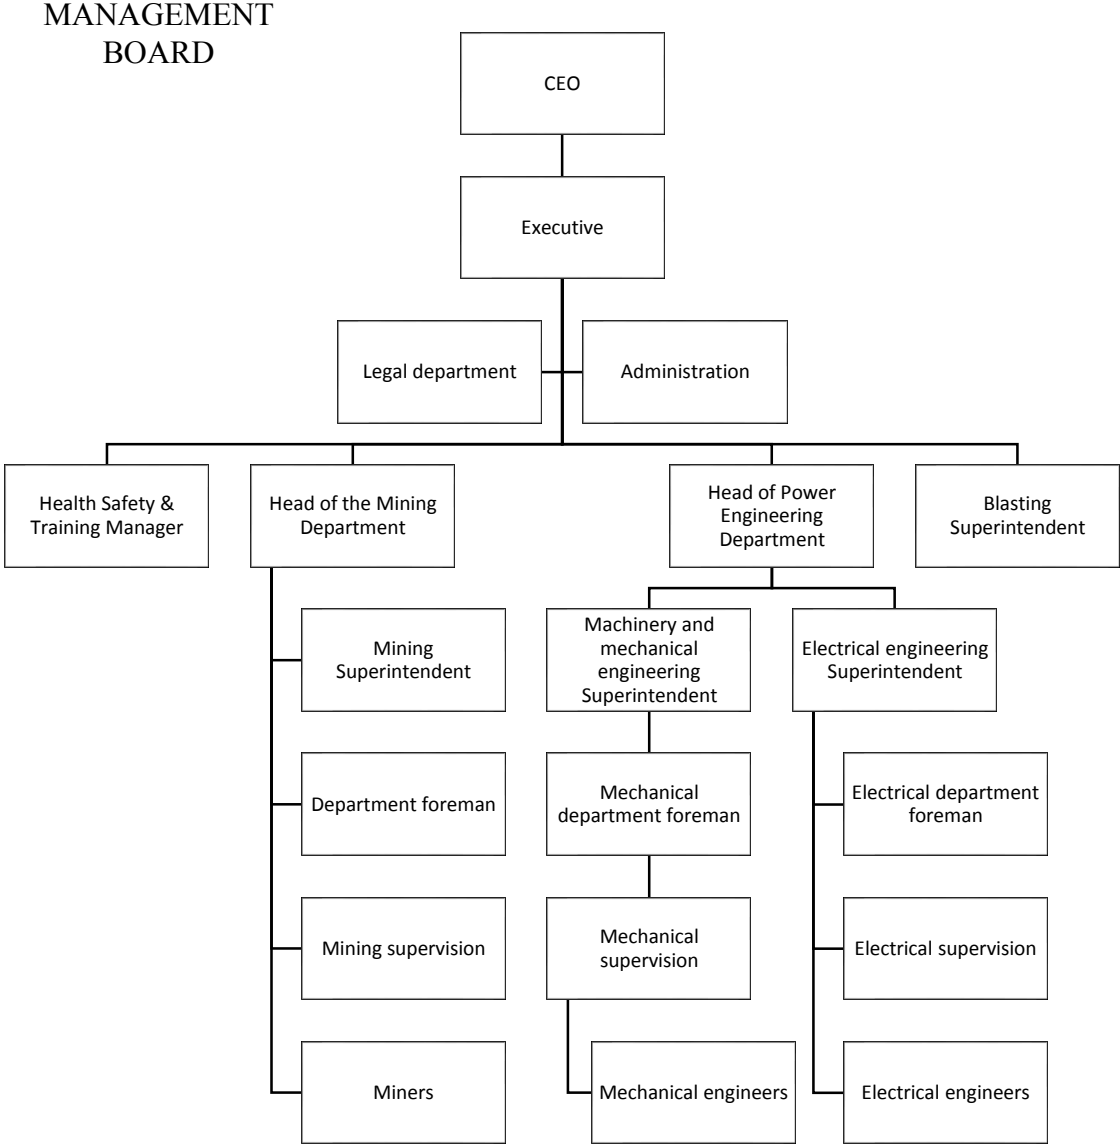 MANAGEMENT
BOARD
CEO
Executive
Legal department
Administration
Health Safety &
Training Manager
Head of the Mining
Department
Head of Power
Engineering
Department
Blasting
Superintendent
Mining
Superintendent
Machinery and
mechanical
engineering
Superintendent
Electrical engineering
Superintendent
Department foreman
Mechanical
department foreman
Electrical department
foreman
Mining supervision
Mechanical
supervision
Electrical supervision
Miners
Mechanical engineers
Electrical engineers